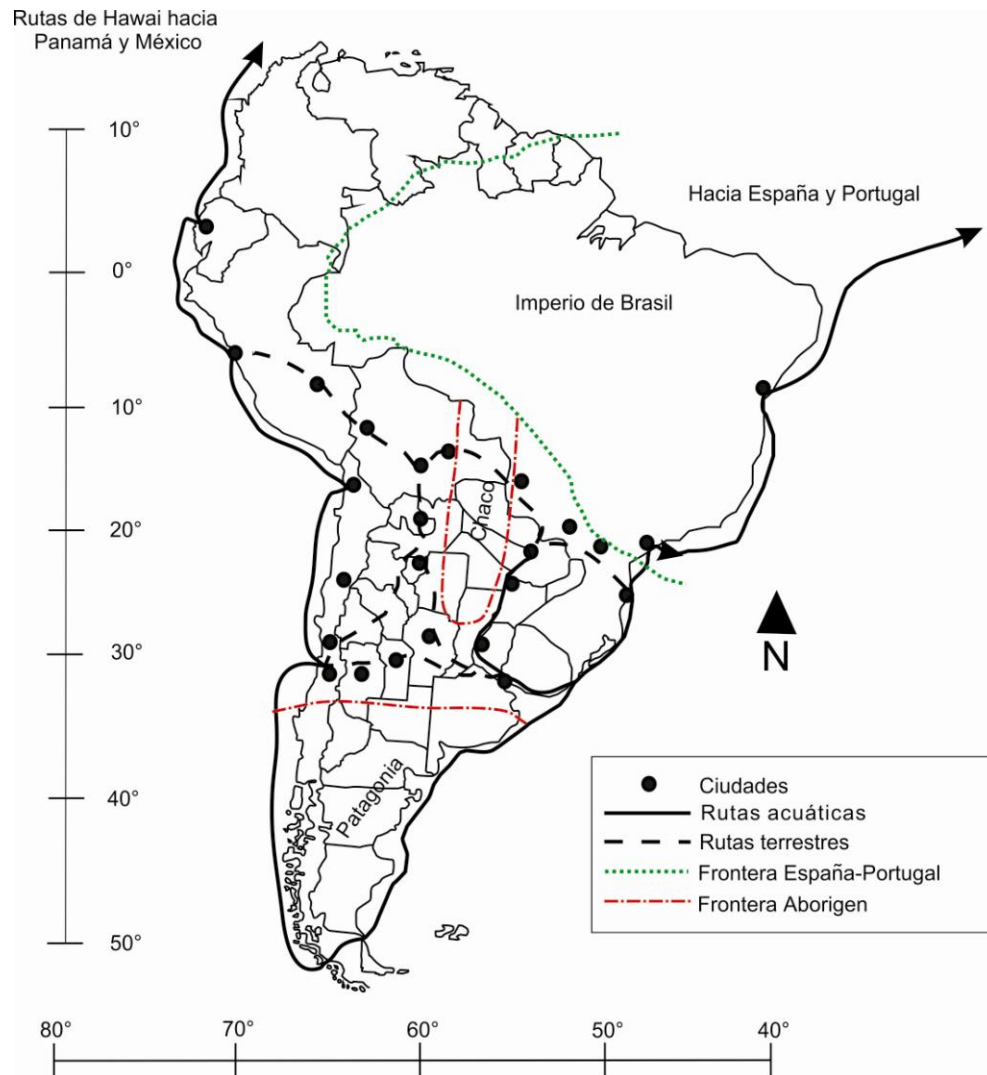 Rutas de Hawai hacia
Panamá y México
10°
Hacia España y Portugal
0°
Imperio de Brasil
10°
Chaco
20°
30°
N
Patagonia
40°
50°
Ciudades
Rutas acuáticas
Rutas terrestres
Frontera España-Portugal
Frontera Aborigen
80°
70°
60°
50°
40°